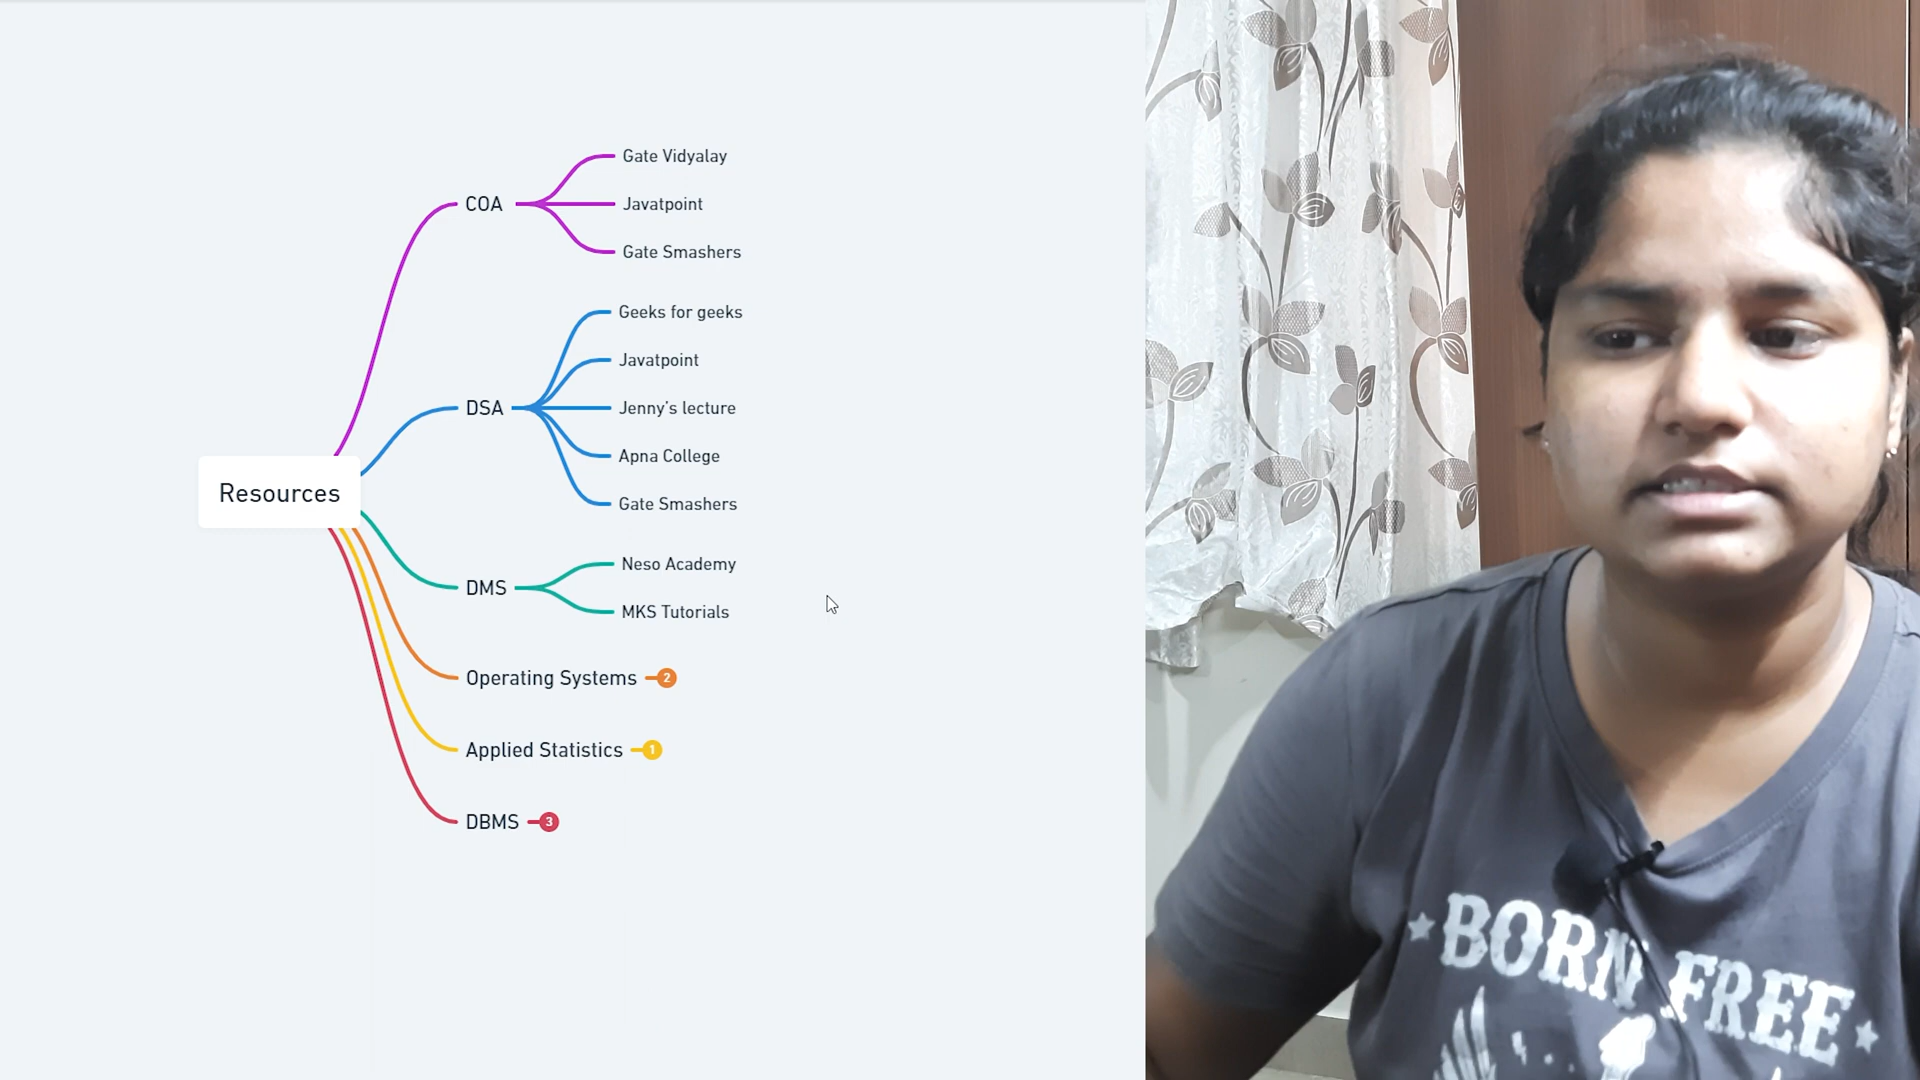 Resources
COA
Gate Vidyalay
Javatpoint
Gate Smashers
DSA
Geeks for geeks
Javatpoint
Jenny's lecture
Apna College
Gate Smashers
DMS
Neso Academy
MKS Tutorials
Operating Systems 2
Applied Statistics 1
DBMS 3
BORN FREE